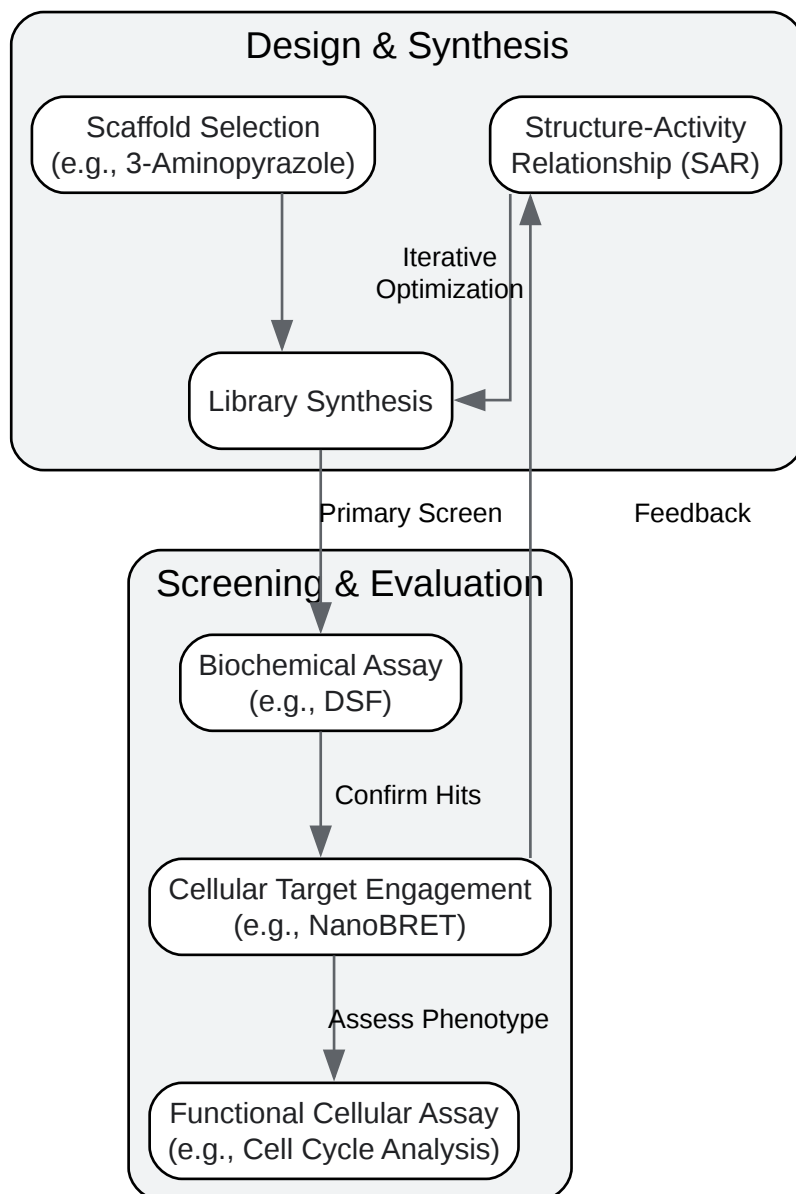 Design & Synthesis
Scaffold Selection
(e.g., 3-Aminopyrazole)
Structure-Activity
Relationship (SAR)
Iterative
Optimization
Library Synthesis
Primary Screen
Feedback
Screening & Evaluation
Biochemical Assay
(e.g., DSF)
Confirm Hits
Cellular Target Engagement
(e.g., NanoBRET)
Assess Phenotype
Functional Cellular Assay
(e.g., Cell Cycle Analysis)